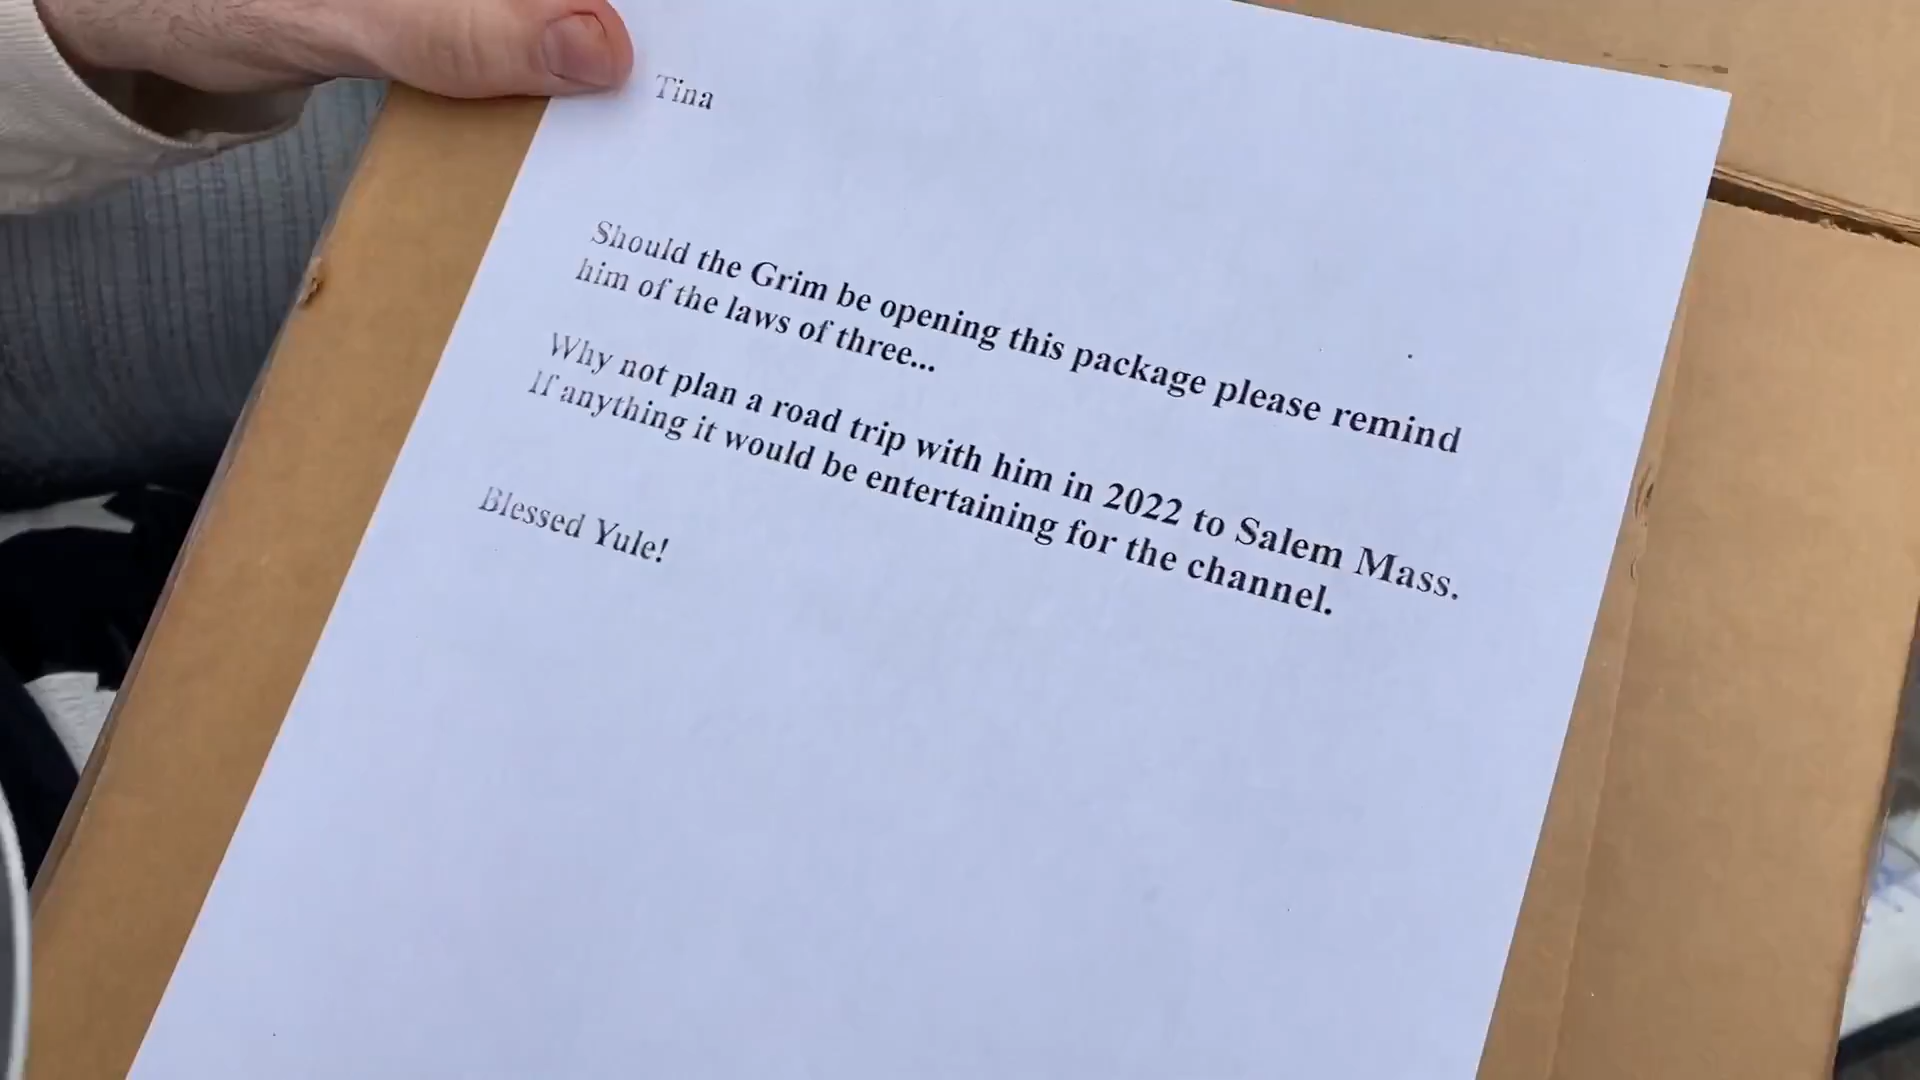 Tina
Should the Grim be opening this package please remind
him of the laws of three...
Why not plan a road trip with him in 2022 to Salem Mass.
If anything it would be entertaining for the channel.
Blessed Yule!